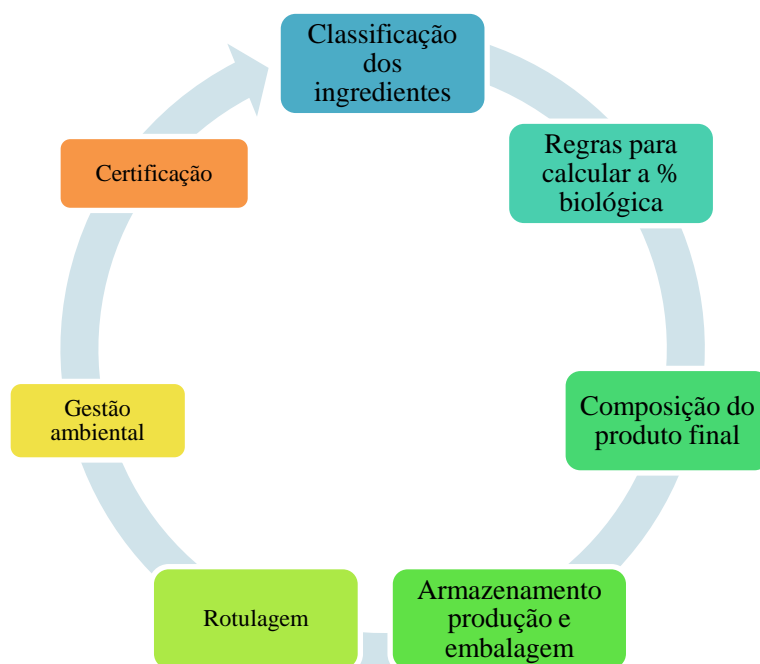 Classificação
dos
ingredientes
Regras para
calcular a %
biológica
Composição do
produto final
Armazenamento
produção e
embalagem
Rotulagem
Gestão
ambiental
Certificação